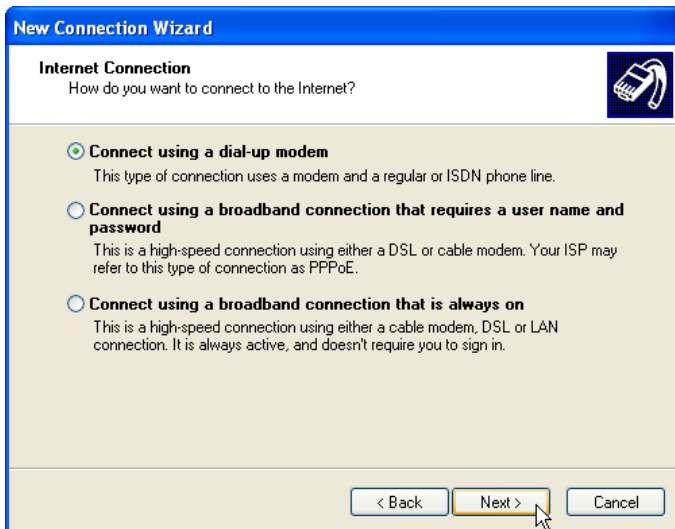 New Connection Wizard
Internet Connection
How do you want to connect to the Internet?
Connect using a dial-up modem
This type of connection uses a modem and a regular or ISDN phone line.
Connect using a broadband connection that requires a user name and
password
This is a high-speed connection using either a DSL or cable modem. Your ISP may
refer to this type of connection as PPPoE.
Connect using a broadband connection that is always on
This is a high-speed connection using either a cable modem, DSL or LAN
connection. It is always active, and doesn't require you to sign in.
< Back Next > Cancel